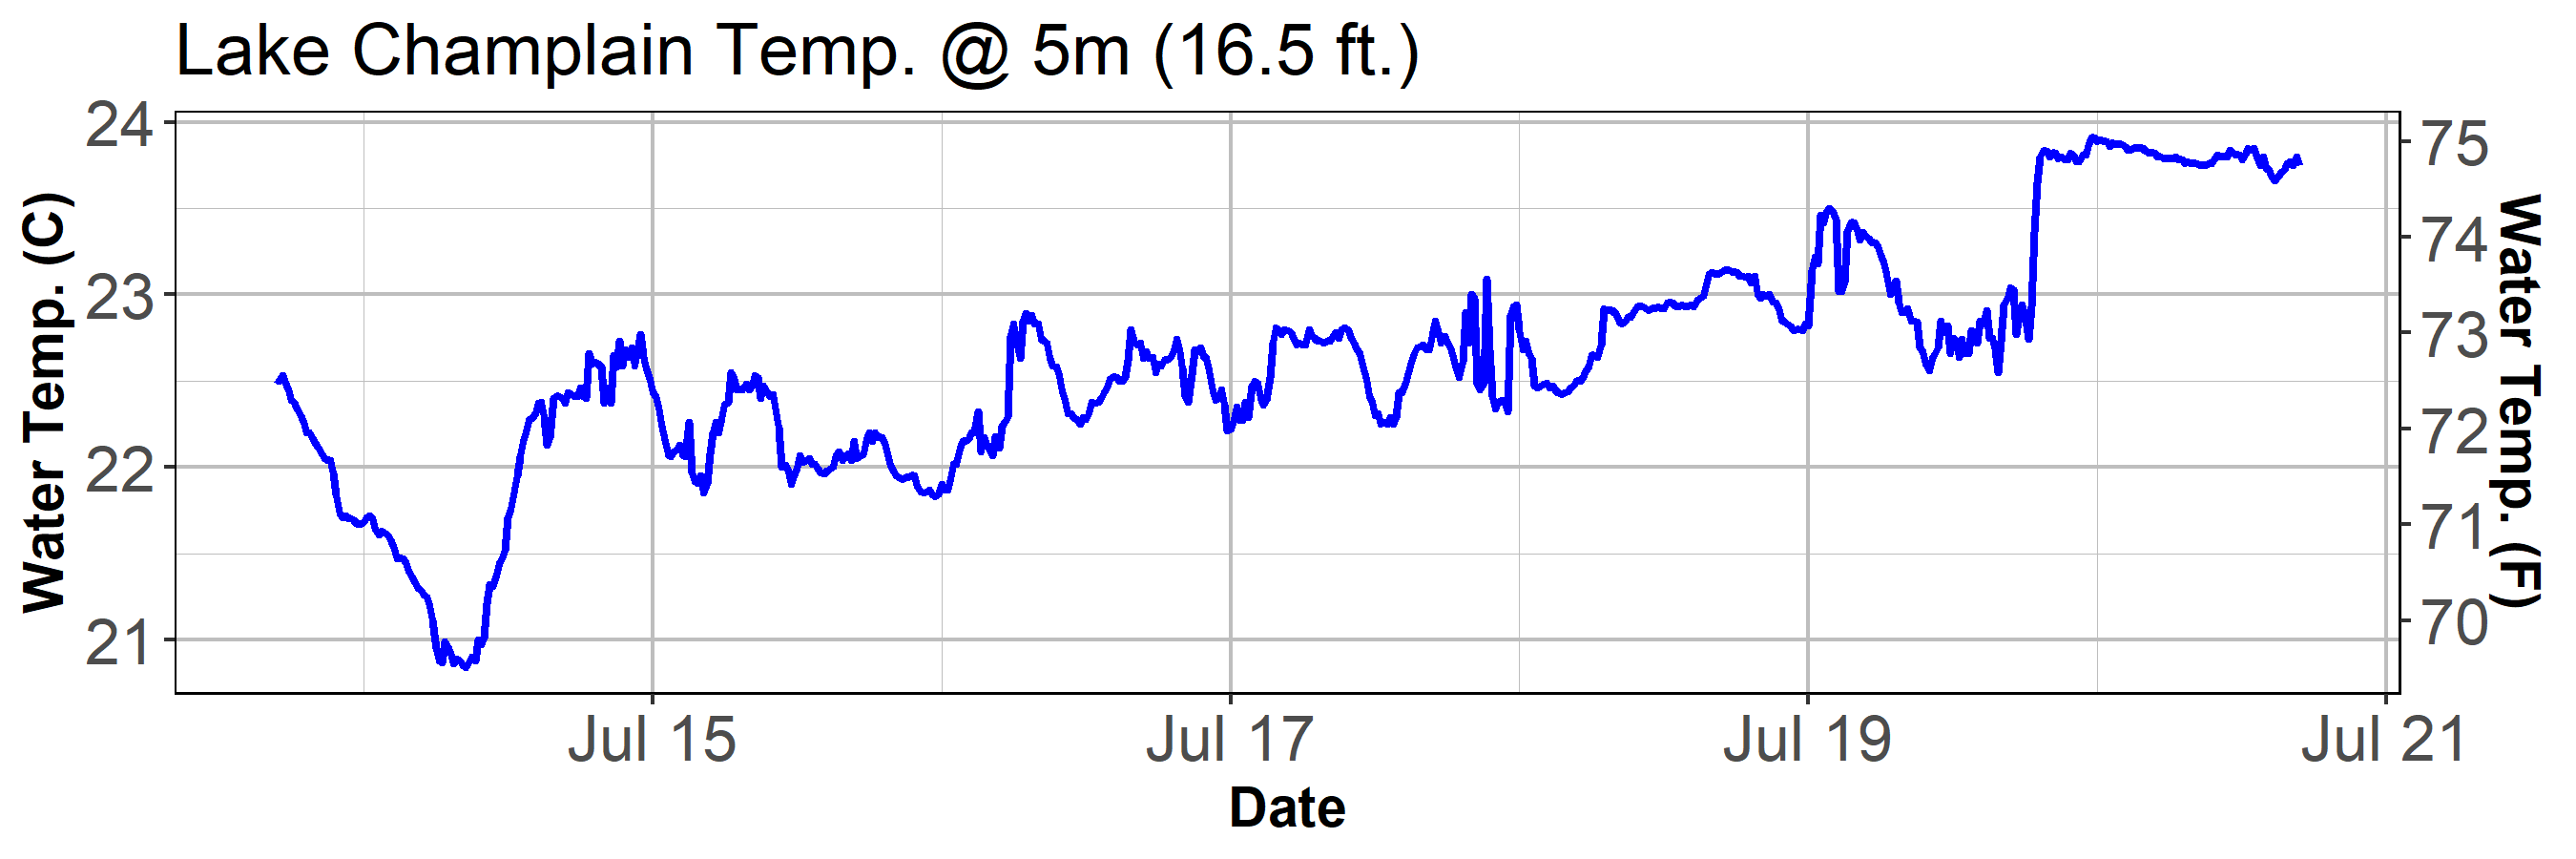 Lake Champlain Temp. @ 5m (16.5 ft.)
Water Temp. (C)
24
23
22
21
75
74
73
72
71
70
Water Temp. (F)
Jul 15
Jul 17
Jul 19
Jul 21
Date